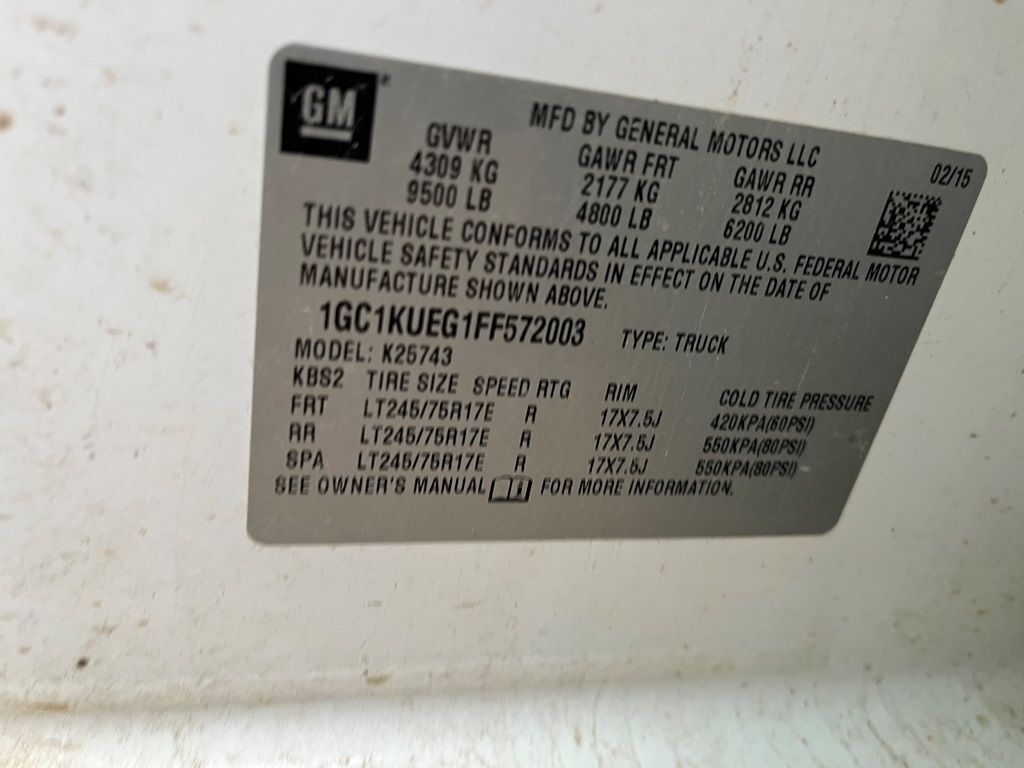 GM®
MFD BY GENERAL MOTORS LLC
02/15
GVWR GAWR FRT GAWR RR
4309 KG 2177 KG 2812 KG
9500 LB 4800 LB 6200 LB
THIS VEHICLE CONFORMS TO ALL APPLICABLE U.S. FEDERAL MOTOR
VEHICLE SAFETY STANDARDS IN EFFECT ON THE DATE OF
MANUFACTURE SHOWN ABOVE.
1GC1KUEG1FF572003 TYPE: TRUCK
MODEL: K25743
KBS2 TIRE SIZE SPEED RTG RIM COLD TIRE PRESSURE
FRT LT245/75R17E R 17X7.5J 420KPA(60PSI)
RR LT245/75R17E R 17X7.5J 550KPA(80PSI)
SPA LT245/75R17E R 17X7.5J 550KPA(80PSI)
SEE OWNER'S MANUAL FOR MORE INFORMATION.